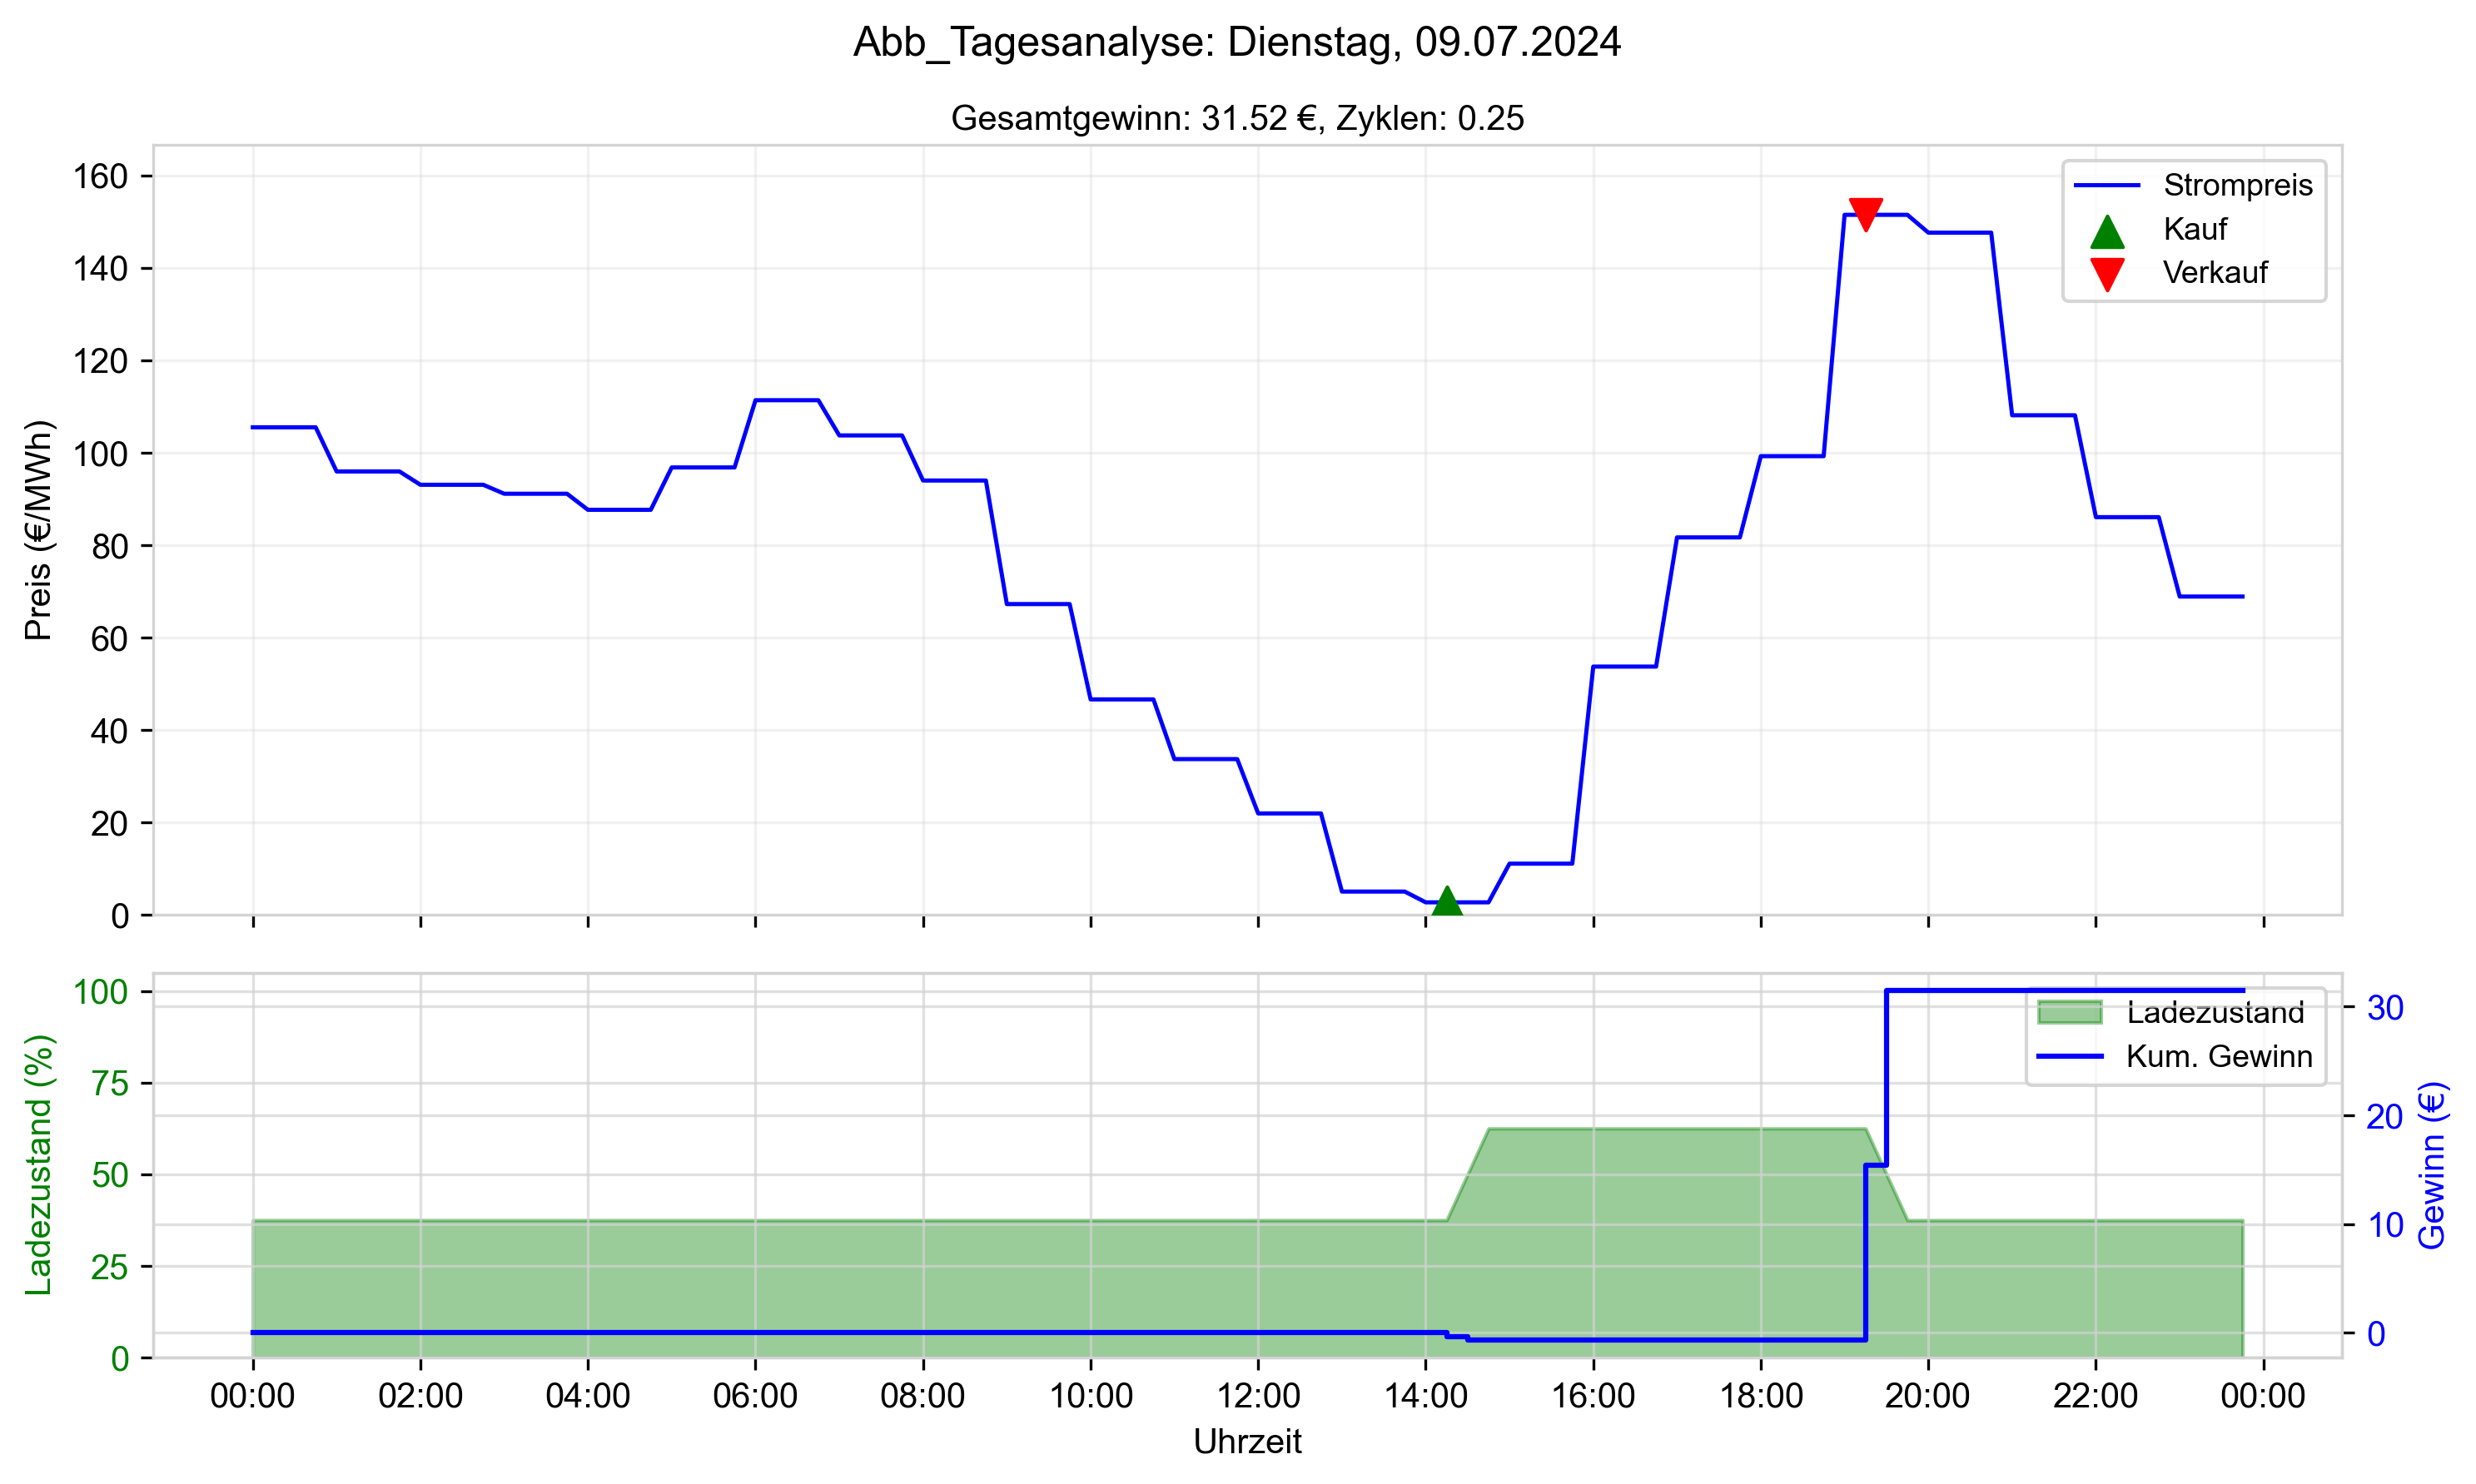 Abb_Tagesanalyse: Dienstag, 09.07.2024
Gesamtgewinn: 31.52 €, Zyklen: 0.25
Preis (€/MWh)
160
140
120
100
80
60
40
20
0
Strompreis
Kauf
Verkauf
Ladezustand (%)
100
75
50
25
0
Ladezustand
Kum. Gewinn
30
20
10
0
Gewinn (€)
00:00 02:00 04:00 06:00 08:00 10:00 12:00 14:00 16:00 18:00 20:00 22:00 00:00
Uhrzeit